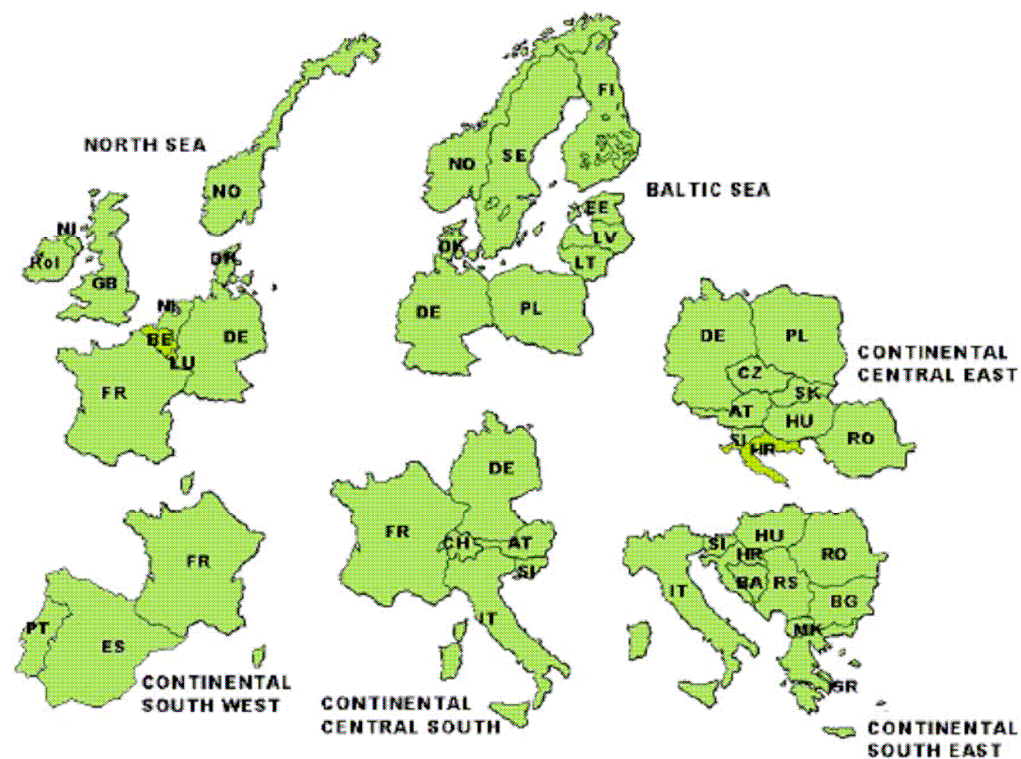 NORTH SEA
NO
NI
RoI
GB
DK
NL
BE
LU
DE
FR
BALTIC SEA
FI
NO
SE
EE
LV
LT
DK
DE
PL
CONTINENTAL
CENTRAL EAST
DE
PL
CZ
SK
AT
HU
SI
HR
RO
CONTINENTAL
SOUTH WEST
FR
PT
ES
CONTINENTAL
CENTRAL SOUTH
DE
FR
CH
AT
SI
IT
CONTINENTAL
SOUTH EAST
HU
SI
HR
RO
BA
RS
IT
BG
MK
GR